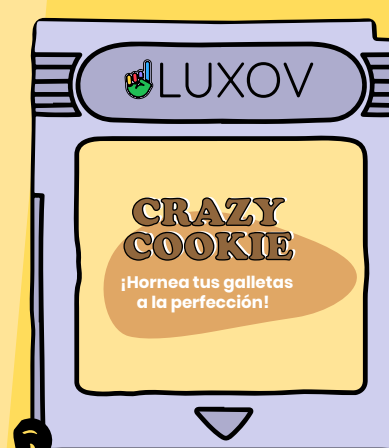 LUXOV
CRAZY
COOKIE
¡Hornea tus galletas
a la perfección!